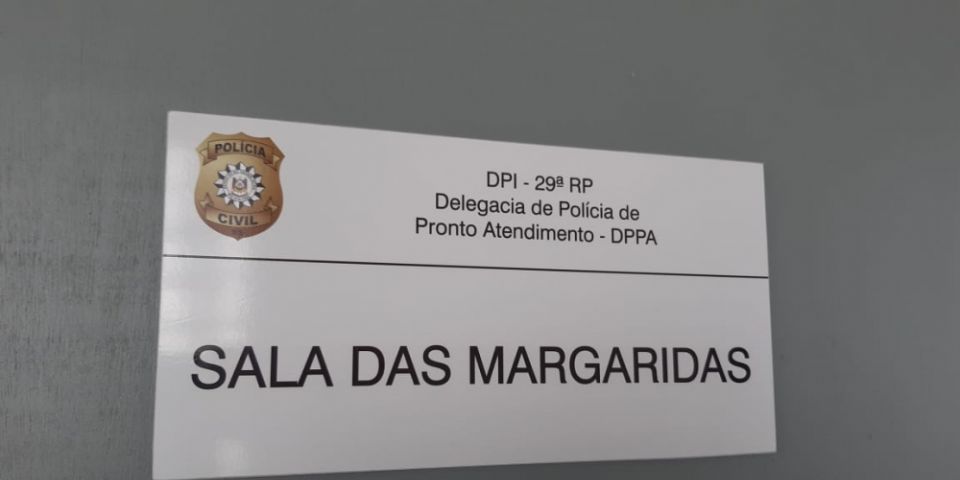 POLÍCIA
CIVIL
DPI - 29ª RP
Delegacia de Polícia de
Pronto Atendimento - DPPA
SALA DAS MARGARIDAS